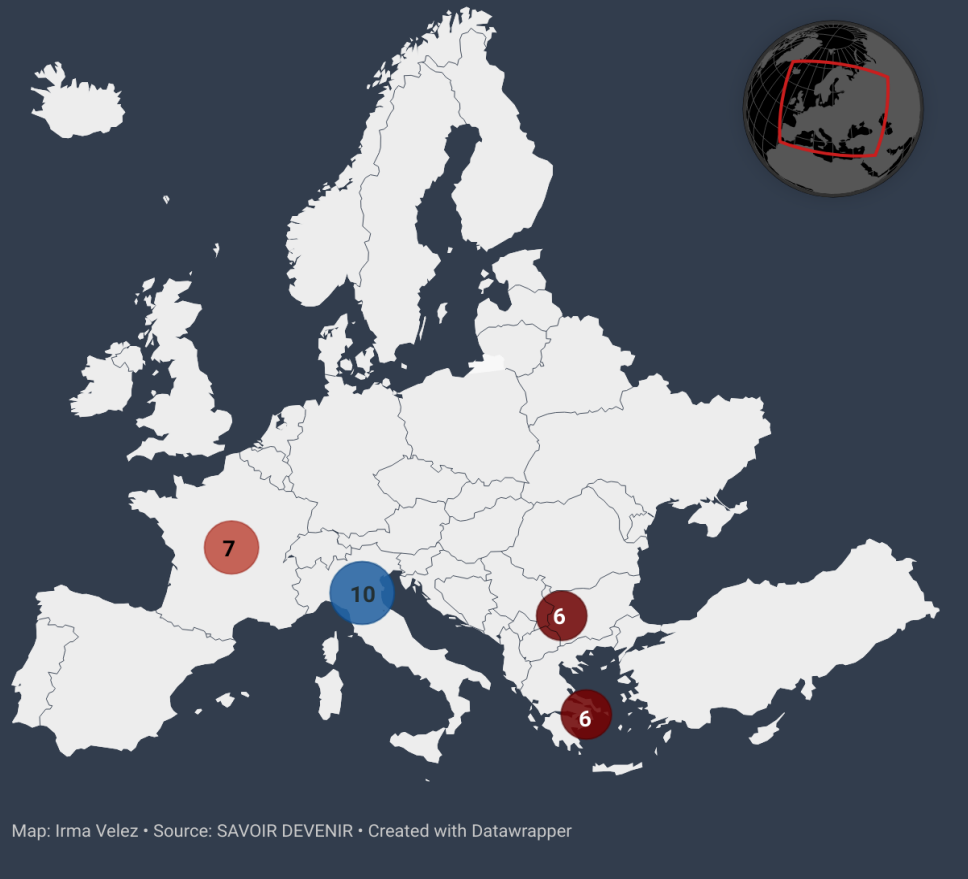 7
10
6
6
Map: Irma Velez • Source: SAVOIR DEVENIR • Created with Datawrapper